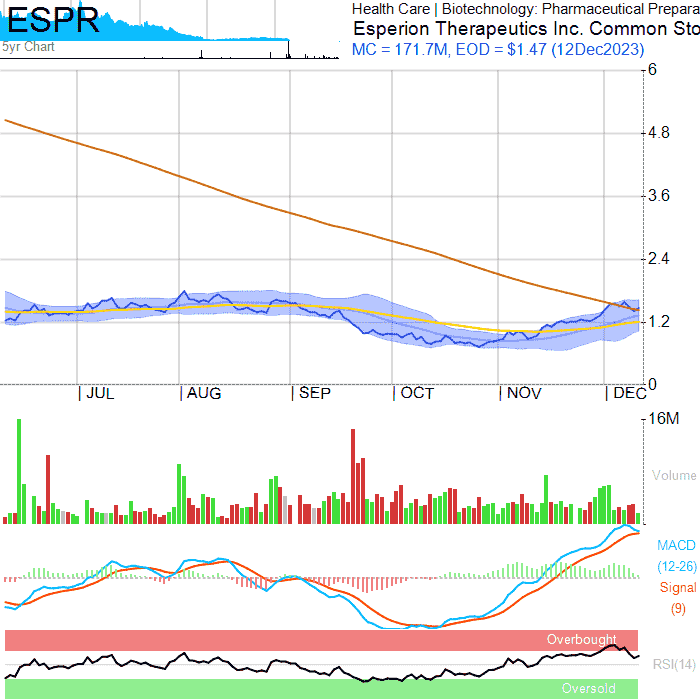 ESPR
5yr Chart
Health Care | Biotechnology: Pharmaceutical Prepara
Esperion Therapeutics Inc. Common Sto
MC = 171.7M, EOD = $1.47 (12Dec2023)
6
4.8
3.6
2.4
1.2
0
JUL
AUG
SEP
OCT
NOV
DEC
16M
Volume
MACD
(12-26)
Signal
(9)
Overbought
RSI(14)
Oversold